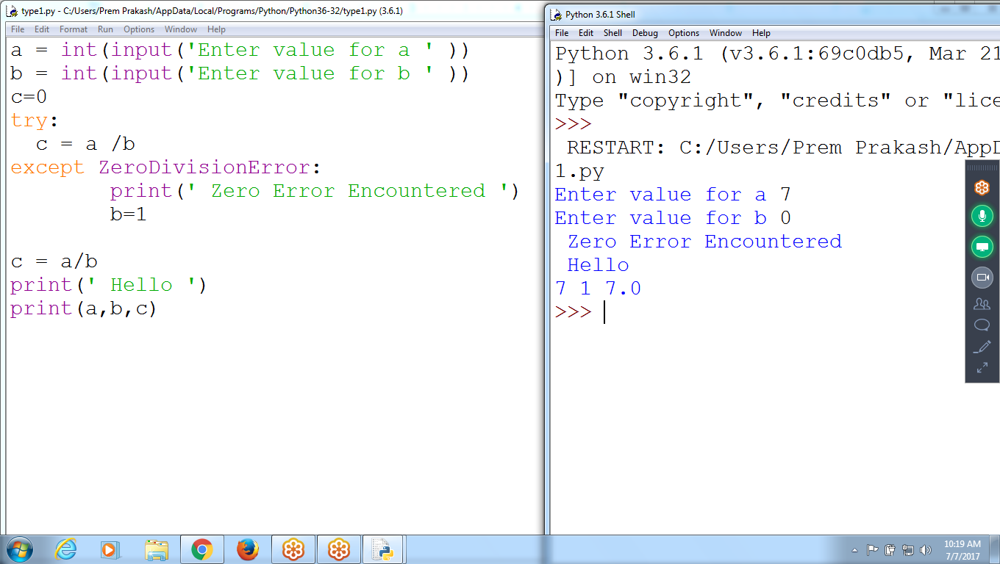 type1.py - C:/Users/Prem Prakash/AppData/Local/Programs/Python/Python36-32/type1.py (3.6.1)
File Edit Format Run Options Window Help
a = int(input('Enter value for a ' ))
b = int(input('Enter value for b ' ))
c=0
try:
  c = a /b
except ZeroDivisionError:
        print(' Zero Error Encountered ')
        b=1
c = a/b
print(' Hello ')
print(a,b,c)
Python 3.6.1 Shell
File Edit Shell Debug Options Window Help
Python 3.6.1 (v3.6.1:69c0db5, Mar 21
)] on win32
Type "copyright", "credits" or "lice
>>>
 RESTART: C:/Users/Prem Prakash/AppD
1.py
Enter value for a 7
Enter value for b 0
 Zero Error Encountered
 Hello
7 1 7.0
>>>
10:19 AM
7/7/2017